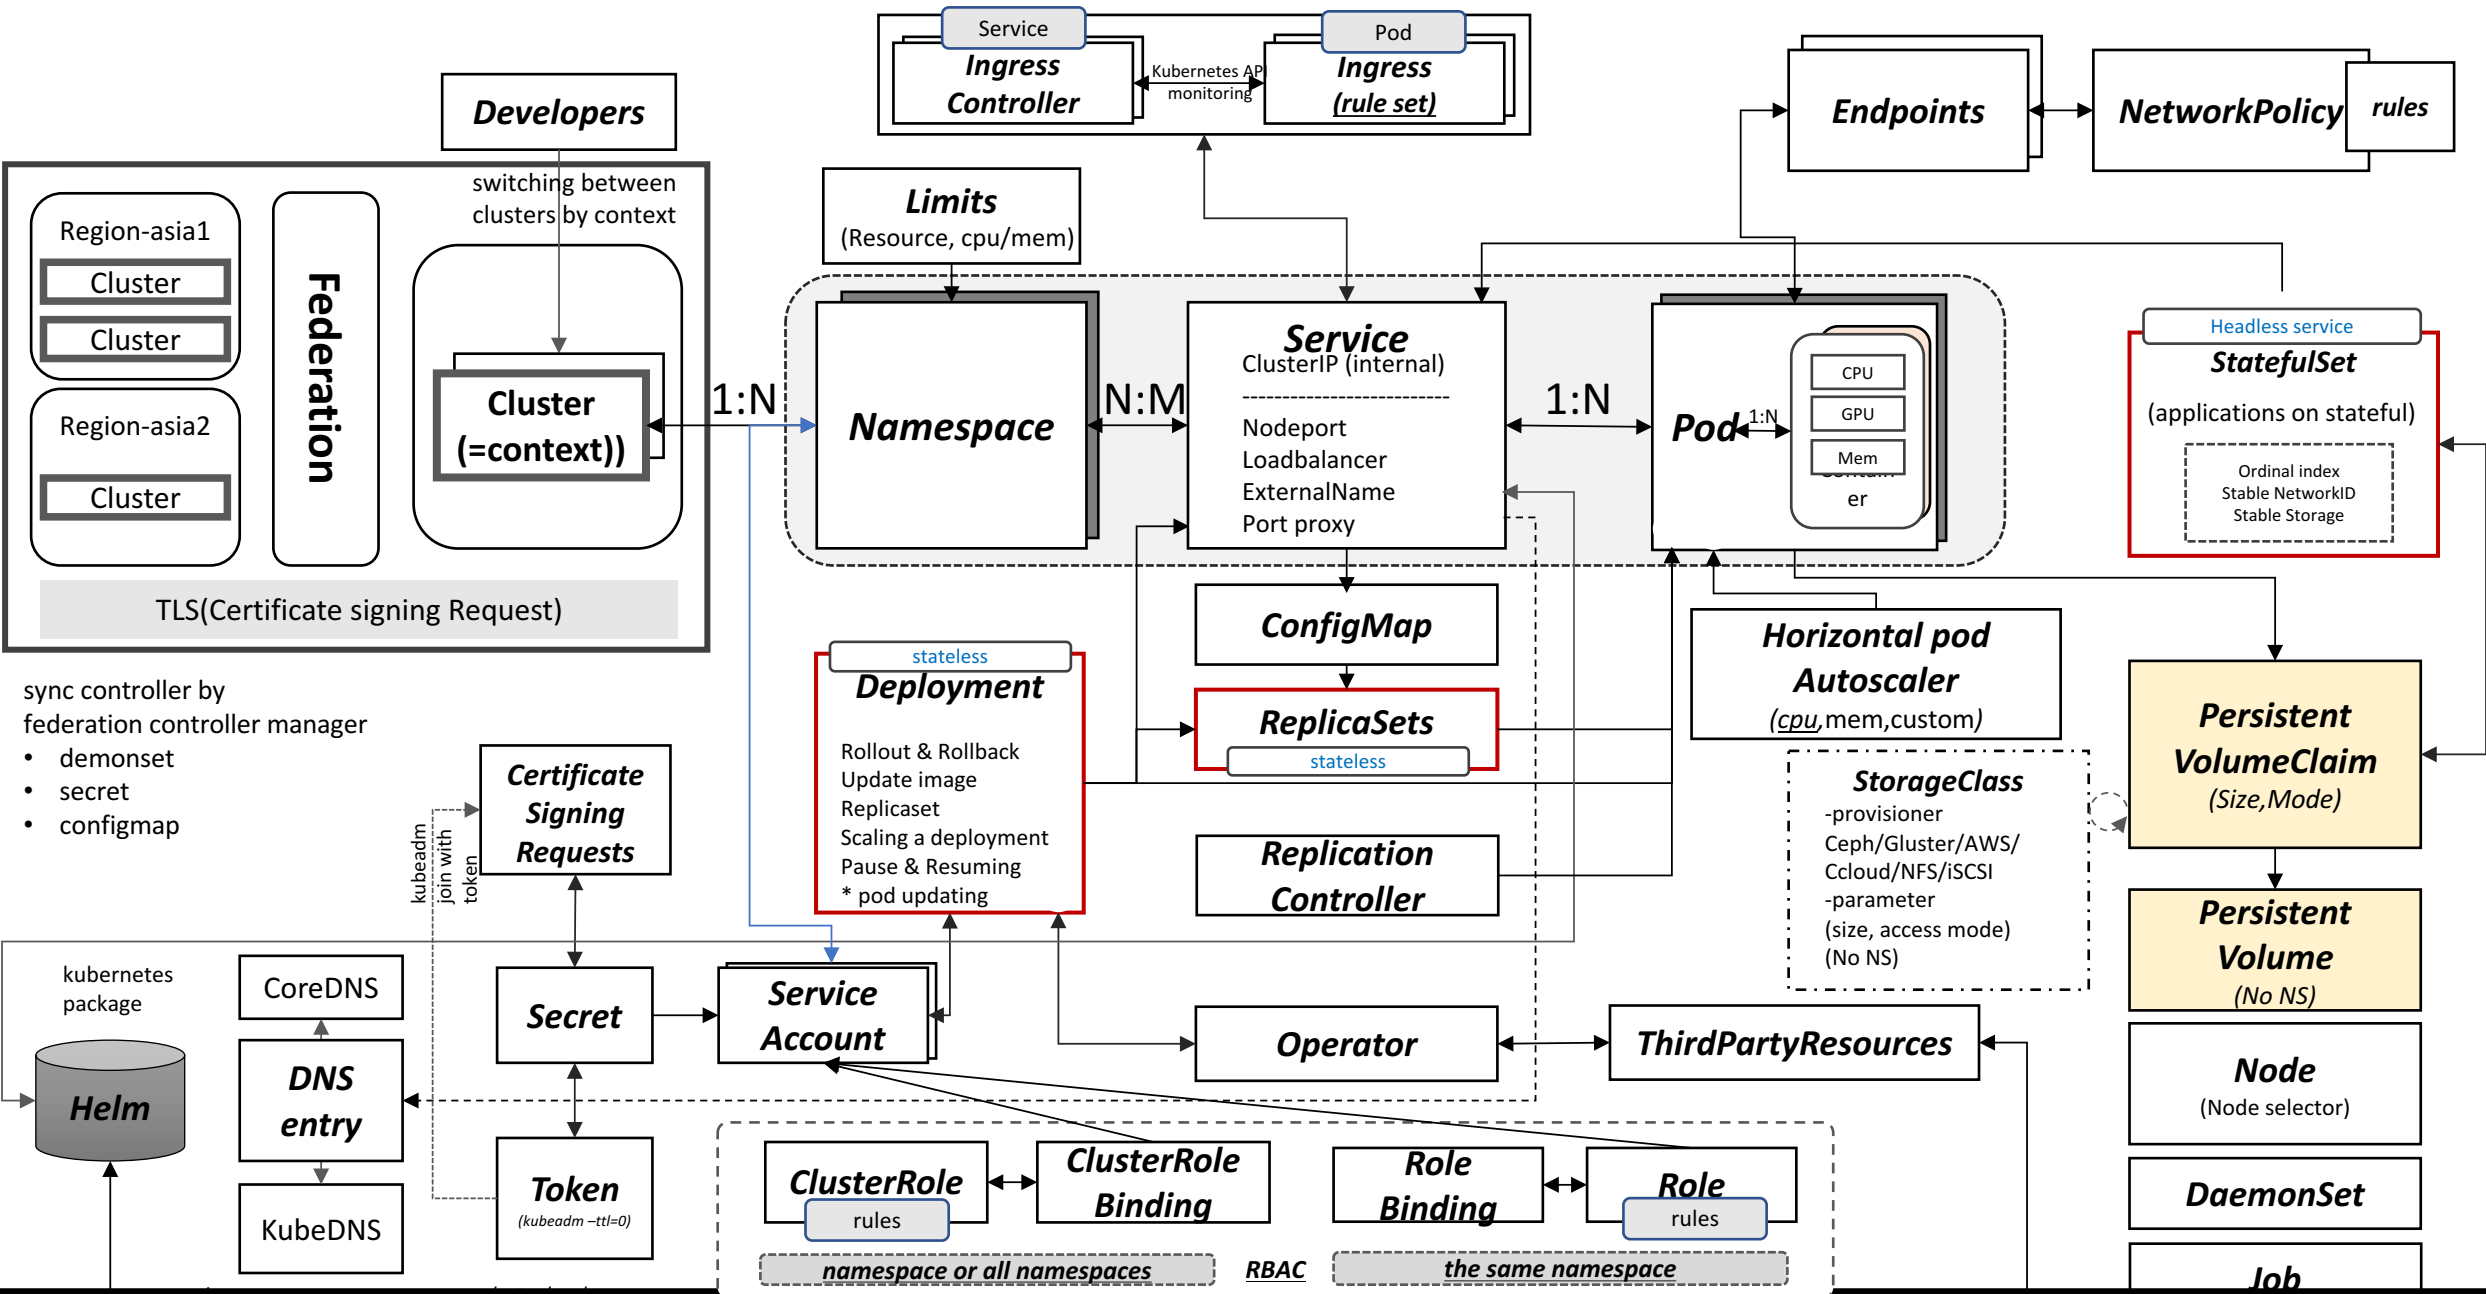 Service
Ingress
Controller
Kubernetes API
monitoring
Pod
Ingress
(rule set)
Endpoints
NetworkPolicy
rules
Developers
switching between
clusters by context
Region-asia1
Cluster
Cluster
Region-asia2
Cluster
Federation
Cluster
(=context))
TLS(Certificate signing Request)
1:N
Limits
(Resource, cpu/mem)
Namespace
N:M
Service
ClusterIP (internal)
--------------------------
Nodeport
Loadbalancer
ExternalName
Port proxy
1:N
Pod
1:N
CPU
GPU
Mem
er
Headless service
StatefulSet
(applications on stateful)
Ordinal index
Stable NetworkID
Stable Storage
sync controller by
federation controller manager
• demonset
• secret
• configmap
stateless
Deployment
Rollout & Rollback
Update image
Replicaset
Scaling a deployment
Pause & Resuming
* pod updating
ConfigMap
ReplicaSets
stateless
Replication
Controller
Horizontal pod
Autoscaler
(cpu,mem,custom)
StorageClass
-provisioner
Ceph/Gluster/AWS/
Ccloud/NFS/iSCSI
-parameter
(size, access mode)
(No NS)
Persistent
VolumeClaim
(Size,Mode)
Persistent
Volume
(No NS)
Node
(Node selector)
DaemonSet
Job
Certificate
Signing
Requests
kubeadm
join with
token
kubernetes
package
Helm
CoreDNS
DNS
entry
KubeDNS
Secret
Token
(kubeadm –ttl=0)
Service
Account
Operator
ThirdPartyResources
ClusterRole
rules
ClusterRole
Binding
Role
Binding
Role
rules
namespace or all namespaces
RBAC
the same namespace